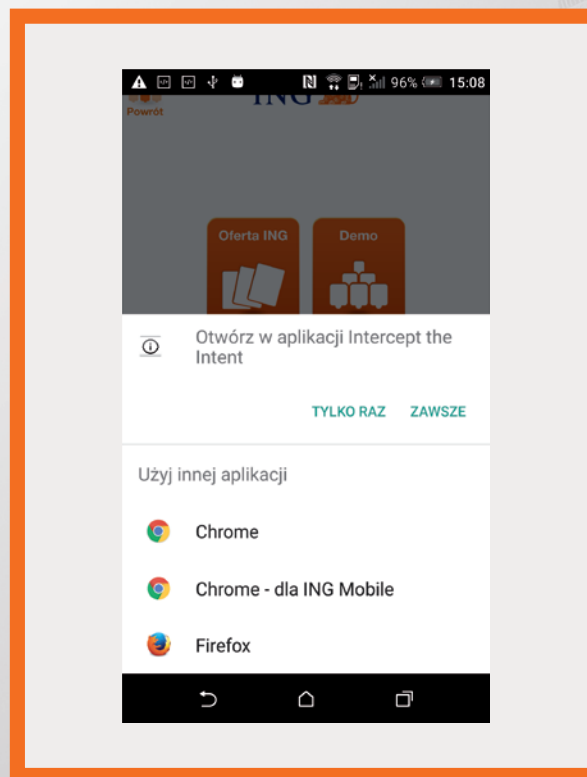 96% 15:08
Powrót
ING
Oferta ING
Demo
Otwórz w aplikacji Intercept the
Intent
TYLKO RAZ ZAWSZE
Użyj innej aplikacji
Chrome
Chrome - dla ING Mobile
Firefox